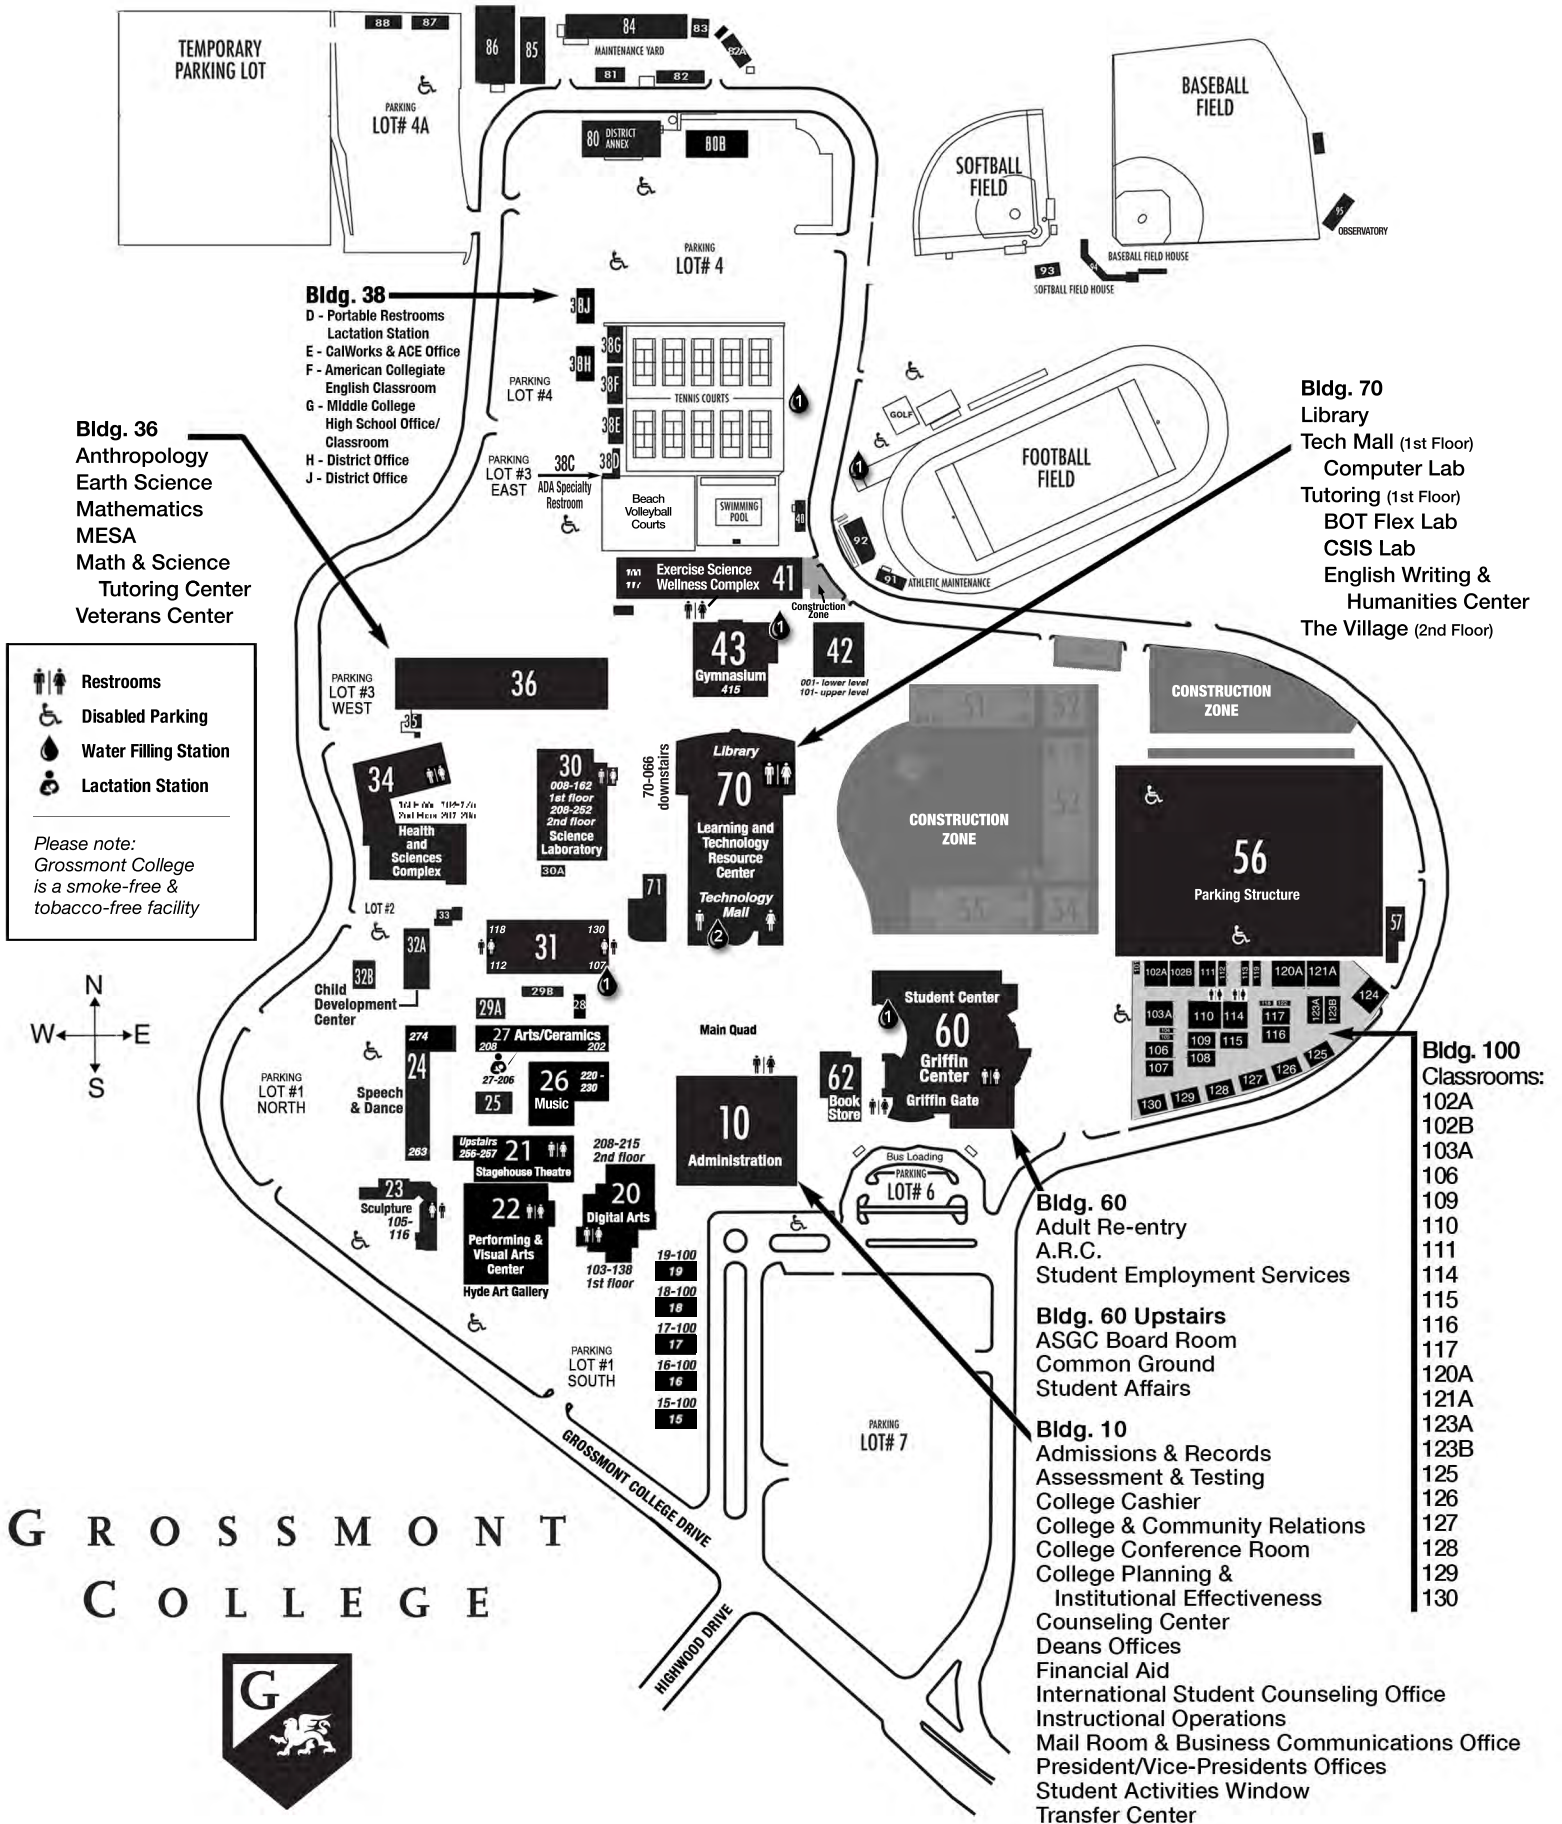 TEMPORARY
PARKING LOT
88
87
PARKING
LOT# 4A
86
85
84
MAINTENANCE YARD
83
82A
81
82
80 DISTRICT
ANNEX
80B
PARKING
LOT# 4
SOFTBALL
FIELD
BASEBALL
FIELD
95
OBSERVATORY
BASEBALL FIELD HOUSE
93
SOFTBALL FIELD HOUSE
Bldg. 38
D - Portable Restrooms
Lactation Station
E - CalWorks & ACE Office
F - American Collegiate
English Classroom
G - Middle College
High School Office/
Classroom
H - District Office
J - District Office
38J
38H
38G
38F
38E
38D
TENNIS COURTS
PARKING
LOT #4
PARKING
LOT #3
EAST
38C
ADA Specialty
Restroom
Beach
Volleyball
Courts
SWIMMING
POOL
40
1
1
GOLF
FOOTBALL
FIELD
92
91
ATHLETIC MAINTENANCE
Bldg. 36
Anthropology
Earth Science
Mathematics
MESA
Math & Science
Tutoring Center
Veterans Center
Bldg. 70
Library
Tech Mall (1st Floor)
Computer Lab
Tutoring (1st Floor)
BOT Flex Lab
CSIS Lab
English Writing &
Humanities Center
The Village (2nd Floor)
Exercise Science
Wellness Complex
41
Construction
Zone
1
43
Gymnasium
415
42
001- lower level
101- upper level
Restrooms
Disabled Parking
Water Filling Station
Lactation Station
Please note:
Grossmont College
is a smoke-free &
tobacco-free facility
PARKING
LOT #3
WEST
36
35
34
Health
and
Sciences
Complex
30
008-162
1st floor
208-252
2nd floor
Science
Laboratory
30A
70-066
downstairs
Library
70
Learning and
Technology
Resource
Center
Technology
Mall
2
71
51
52
53
55
54
CONSTRUCTION
ZONE
CONSTRUCTION
ZONE
56
Parking Structure
57
LOT #2
33
32A
32B
Child
Development
Center
118
130
31
112
107
1
29B
29A
28
27 Arts/Ceramics
208
202
27-206
274
24
Speech
& Dance
263
25
26
Music
220 -
230
PARKING
LOT #1
NORTH
N
W
E
S
Main Quad
Student Center
60
Griffin
Center
Griffin Gate
1
62
Book
Store
10
Administration
Upstairs
256-257
21
Stagehouse Theatre
208-215
2nd floor
20
Digital Arts
103-138
1st floor
23
Sculpture
105-
116
22
Performing &
Visual Arts
Center
Hyde Art Gallery
Bus Loading
PARKING
LOT# 6
101
102A
102B
111
112
113
119
120A
121A
103A
110
114
118
122
117
123A
123B
124
104
105
106
107
109
108
115
116
125
126
127
128
129
130
19-100
19
18-100
18
17-100
17
16-100
16
15-100
15
PARKING
LOT #1
SOUTH
PARKING
LOT# 7
GROSSMONT COLLEGE DRIVE
HIGHWOOD DRIVE
Bldg. 60
Adult Re-entry
A.R.C.
Student Employment Services
Bldg. 60 Upstairs
ASGC Board Room
Common Ground
Student Affairs
Bldg. 10
Admissions & Records
Assessment & Testing
College Cashier
College & Community Relations
College Conference Room
College Planning &
Institutional Effectiveness
Counseling Center
Deans Offices
Financial Aid
International Student Counseling Office
Instructional Operations
Mail Room & Business Communications Office
President/Vice-Presidents Offices
Student Activities Window
Transfer Center
Bldg. 100
Classrooms:
102A
102B
103A
106
109
110
111
114
115
116
117
120A
121A
123A
123B
125
126
127
128
129
130
GROSSMONT
COLLEGE
G